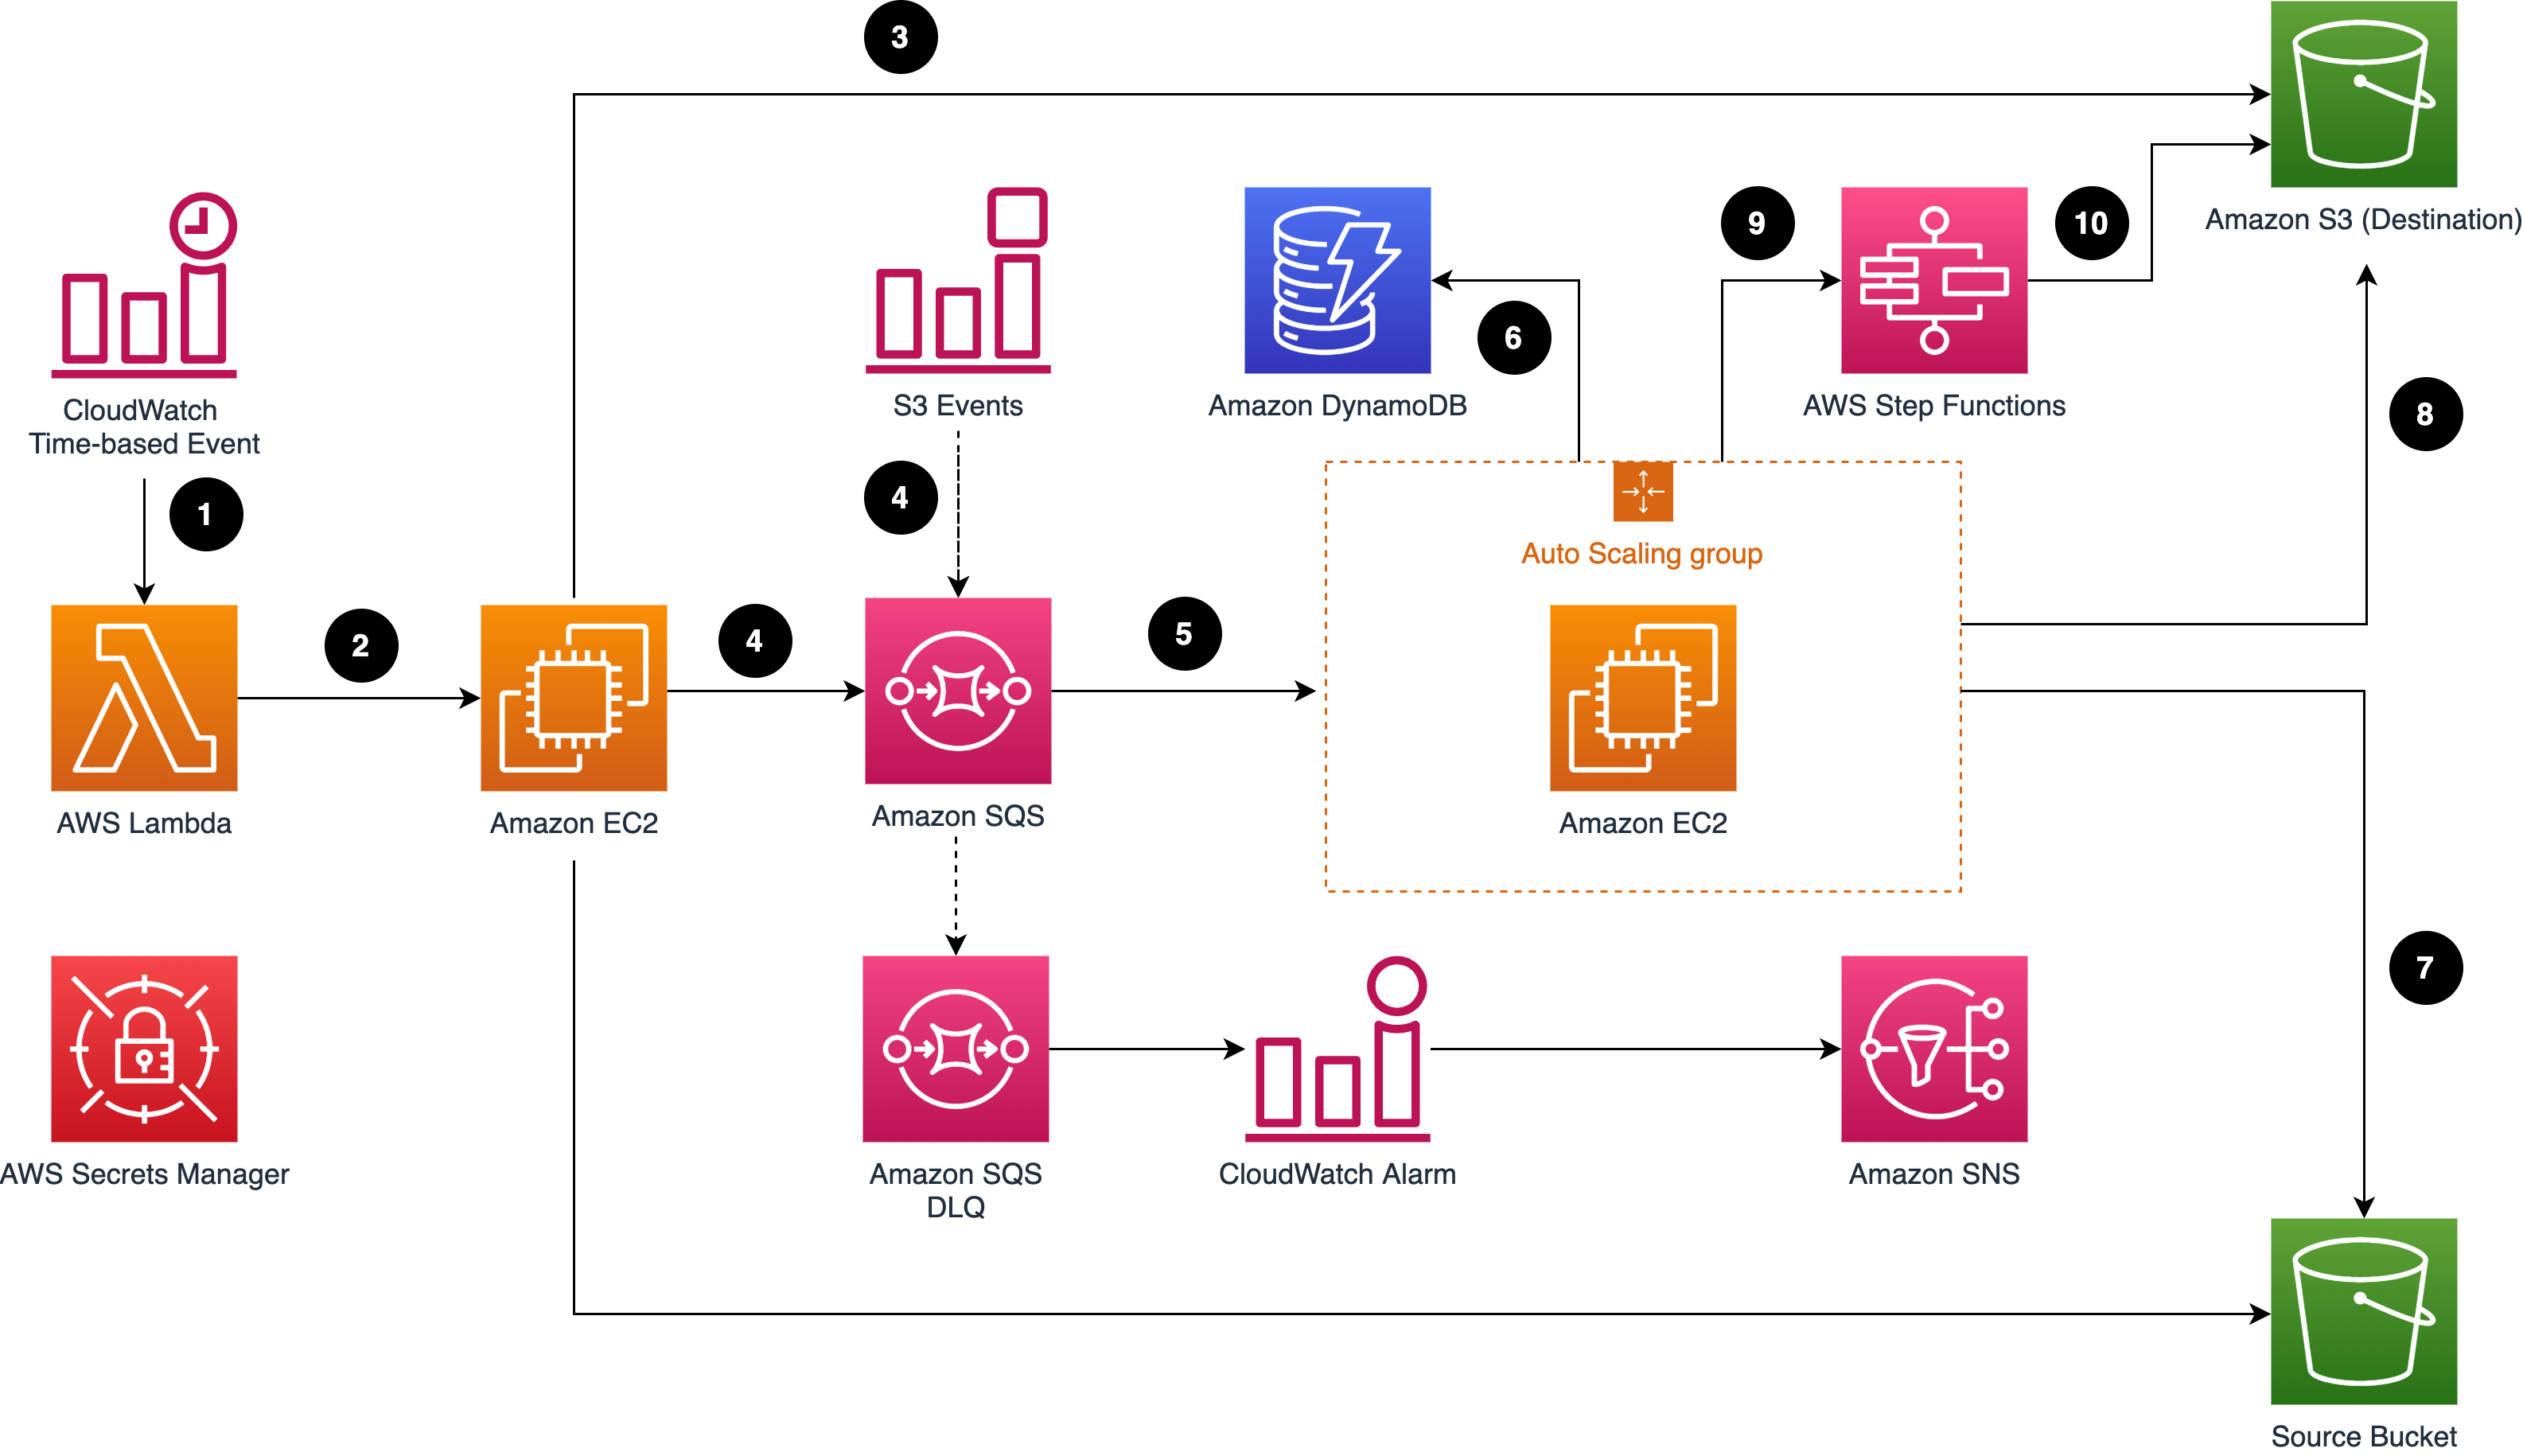 3
Amazon S3 (Destination)
9
10
6
CloudWatch
Time-based Event
S3 Events
Amazon DynamoDB
AWS Step Functions
8
1
4
Auto Scaling group
2
4
5
AWS Lambda
Amazon EC2
Amazon SQS
Amazon EC2
7
AWS Secrets Manager
Amazon SQS
DLQ
CloudWatch Alarm
Amazon SNS
Source Bucket